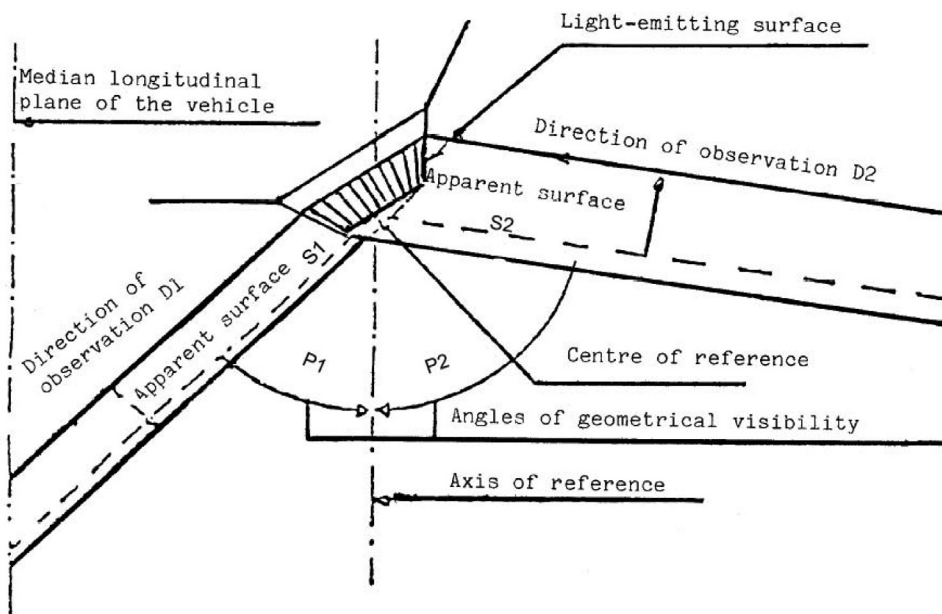 Light-emitting surface
Median longitudinal
plane of the vehicle
Direction of observation D2
Apparent surface
S2
Direction of
observation D1
Apparent surface S1
P1
P2
Centre of reference
Angles of geometrical visibility
Axis of reference